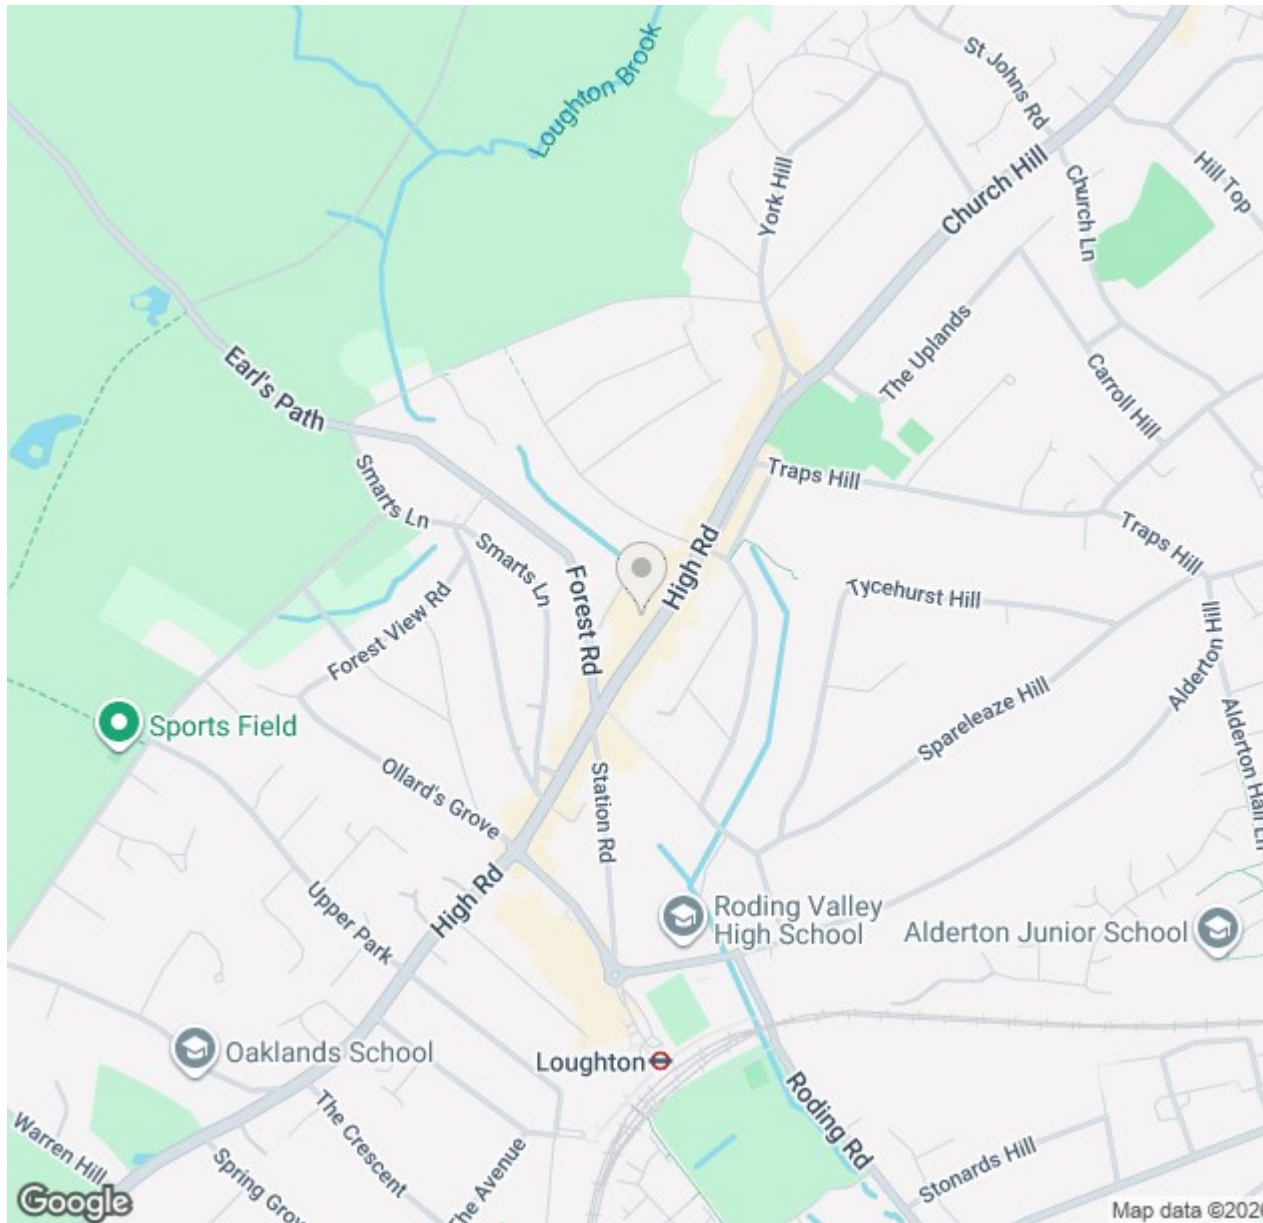 Loughton Brook
St Johns Rd
York Hill
Church Hill
Church Ln
Hill Top
Earl's Path
The Uplands
Carroll Hill
Smarts Ln
Traps Hill
High Rd
Traps Hill
Smarts Ln
Forest Rd
Tycehurst Hill
Forest View Rd
Alderton Hill
Spareleaze Hill
Alderton Hall Ln
Sports Field
Ollard's Grove
Station Rd
High Rd
Upper Park
Roding Valley
High School
Alderton Junior School
Oaklands School
Loughton
Roding Rd
The Crescent
Warren Hill
Spring Grov
The Avenue
Stonards Hill
Google
Map data ©2026